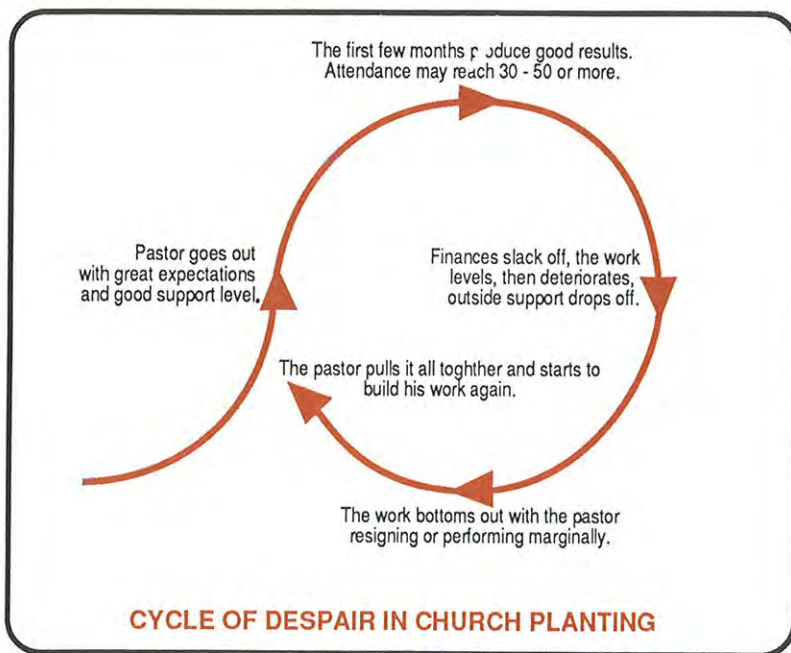 The first few months produce good results.
Attendance may reach 30 - 50 or more.
Pastor goes out
with great expectations
and good support level.
Finances slack off, the work
levels, then deteriorates,
outside support drops off.
The pastor pulls it all toghther and starts to
build his work again.
The work bottoms out with the pastor
resigning or performing marginally.
CYCLE OF DESPAIR IN CHURCH PLANTING